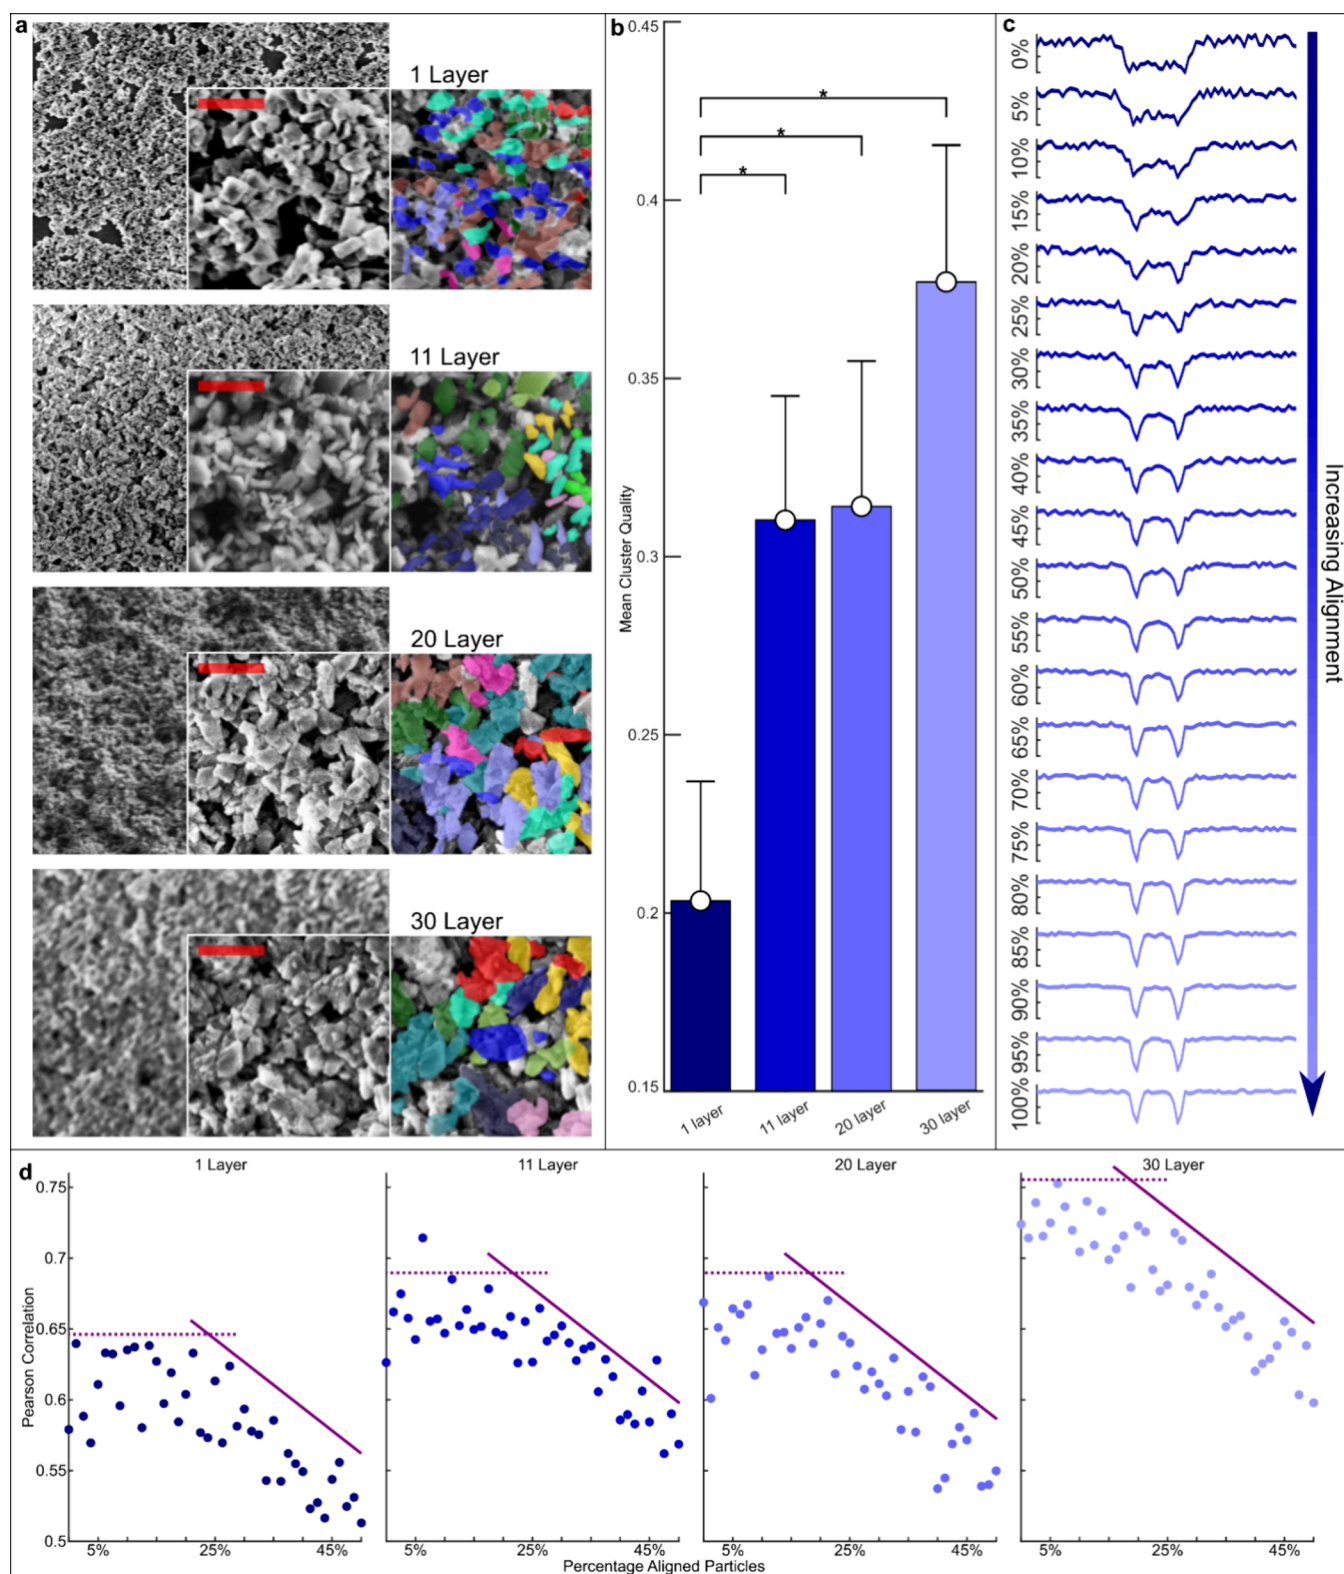 a
1 Layer
11 Layer
20 Layer
30 Layer
b
0.45
0.4
0.35
0.3
0.25
0.2
0.15
Mean Cluster Quality
*
*
*
1 layer
11 layer
20 layer
30 layer
c
0%
5%
10%
15%
20%
25%
30%
35%
40%
45%
50%
55%
60%
65%
70%
75%
80%
85%
90%
95%
100%
Increasing Alignment
d
1 Layer
11 Layer
20 Layer
30 Layer
0.75
0.7
0.65
0.6
0.55
0.5
Pearson Correlation
5% 25% 45% 5% 25% 45% 5% 25% 45% 5% 25% 45%
Percentage Aligned Particles